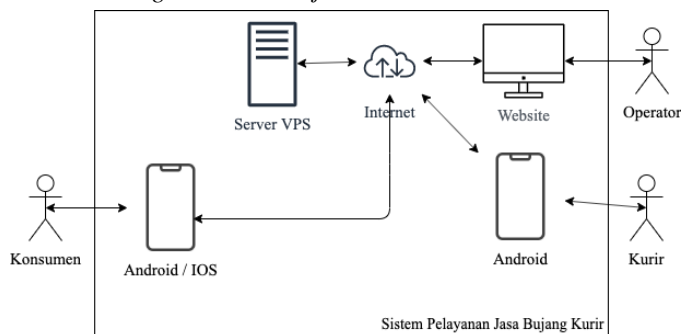 Server VPS
Internet
Website
Operator
Konsumen
Android / IOS
Android
Kurir
Sistem Pelayanan Jasa Bujang Kurir